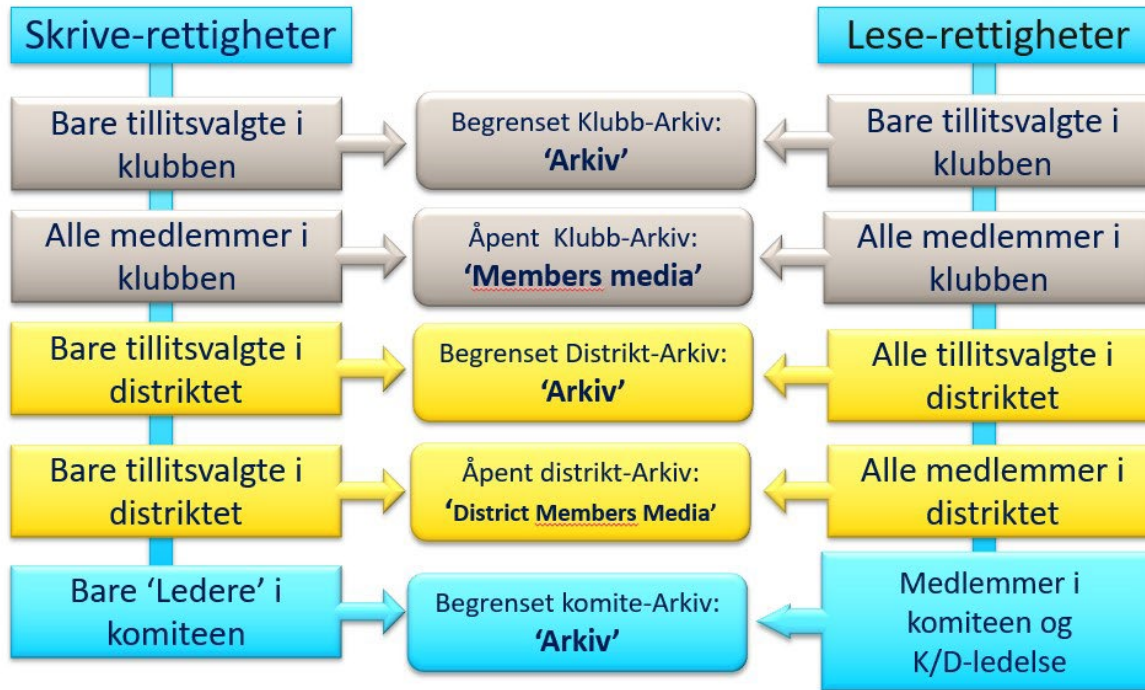 Skrive-rettigheter
Lese-rettigheter
Bare tillitsvalgte i
klubben
Begrenset Klubb-Arkiv:
‘Arkiv’
Bare tillitsvalgte i
klubben
Alle medlemmer i
klubben
Åpent Klubb-Arkiv:
‘Members media’
Alle medlemmer i
klubben
Bare tillitsvalgte i
distriktet
Begrenset Distrikt-Arkiv:
‘Arkiv’
Alle tillitsvalgte i
distriktet
Bare tillitsvalgte i
distriktet
Åpent distrikt-Arkiv:
‘District Members Media’
Alle medlemmer i
distriktet
Bare ‘Ledere’ i
komiteen
Begrenset komite-Arkiv:
‘Arkiv’
Medlemmer i
komiteen og
K/D-ledelse